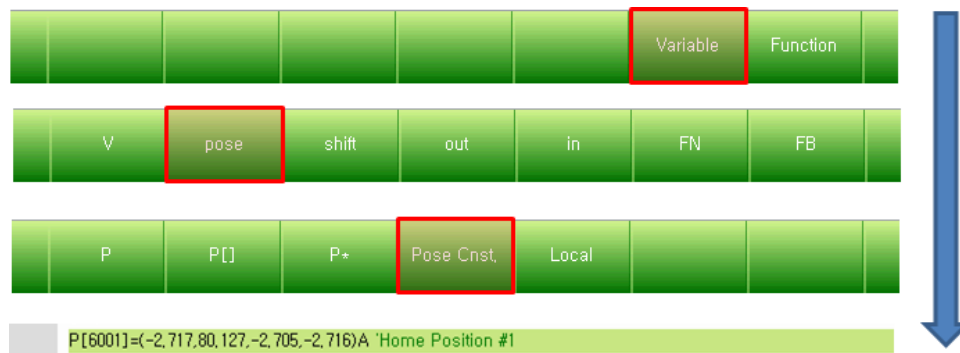 Variable Function
V pose shift out in FN FB
P P[] P* Pose Cnst, Local
P[6001]=(-2,717,80,127,-2,705,-2,716)A 'Home Position #1